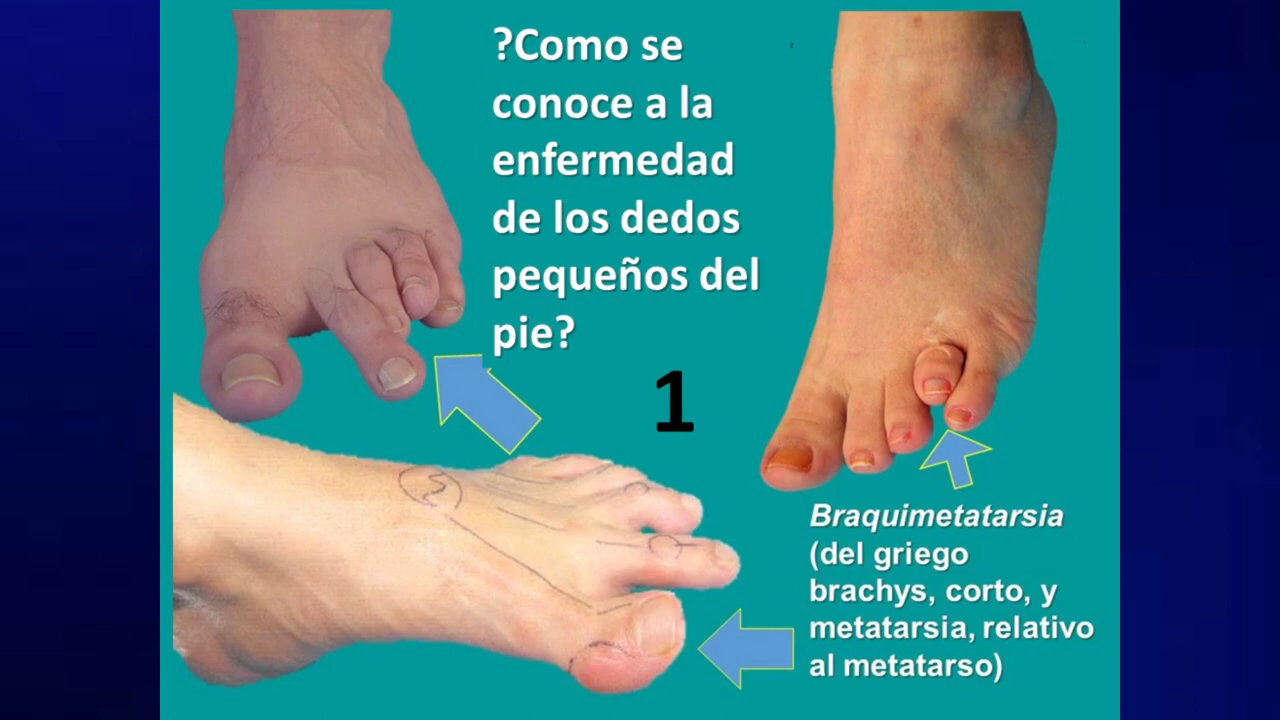 ?Como se
conoce a la
enfermedad
de los dedos
pequeños del
pie?
1
Braquimetatarsia
(del griego
brachys, corto, y
metatarsia, relativo
al metatarso)